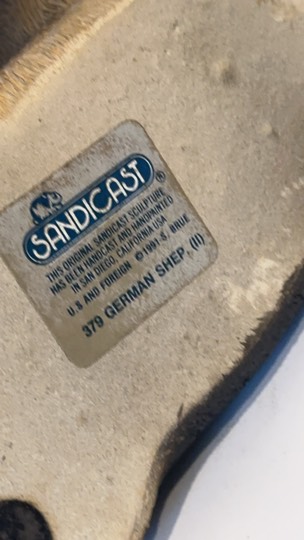 SANDICAST®
THIS ORIGINAL SANDICAST SCULPTURE
HAS BEEN HANDCAST AND HANDPAINTED
IN SAN DIEGO, CALIFORNIA USA
U.S AND FOREIGN © 1991 S. BRUE
379 GERMAN SHEP. (II)